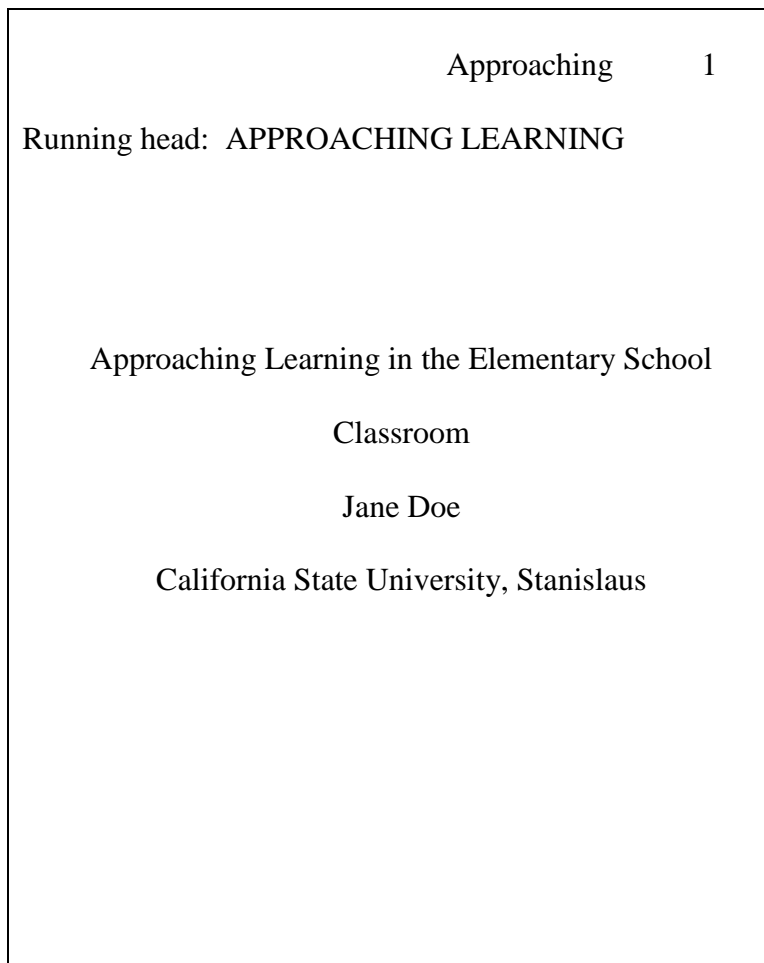 Approaching 1
Running head: APPROACHING LEARNING
Approaching Learning in the Elementary School
Classroom
Jane Doe
California State University, Stanislaus